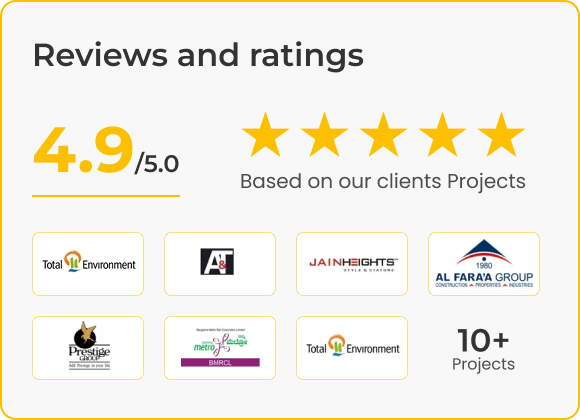 Reviews and ratings
4.9/5.0
Based on our clients Projects
Total Environment
A&T
JAINHEIGHTS™
STYLE & STATURE
1980
AL FARA'A GROUP
CONSTRUCTION PROPERTIES INDUSTRIES
Prestige
GROUP
Add Prestige to your life
Bangalore Metro Rail Corporation Limited
ನಮ್ಮ ಮೆಟ್ರೋ
metro
BMRCL
Total Environment
10+
Projects